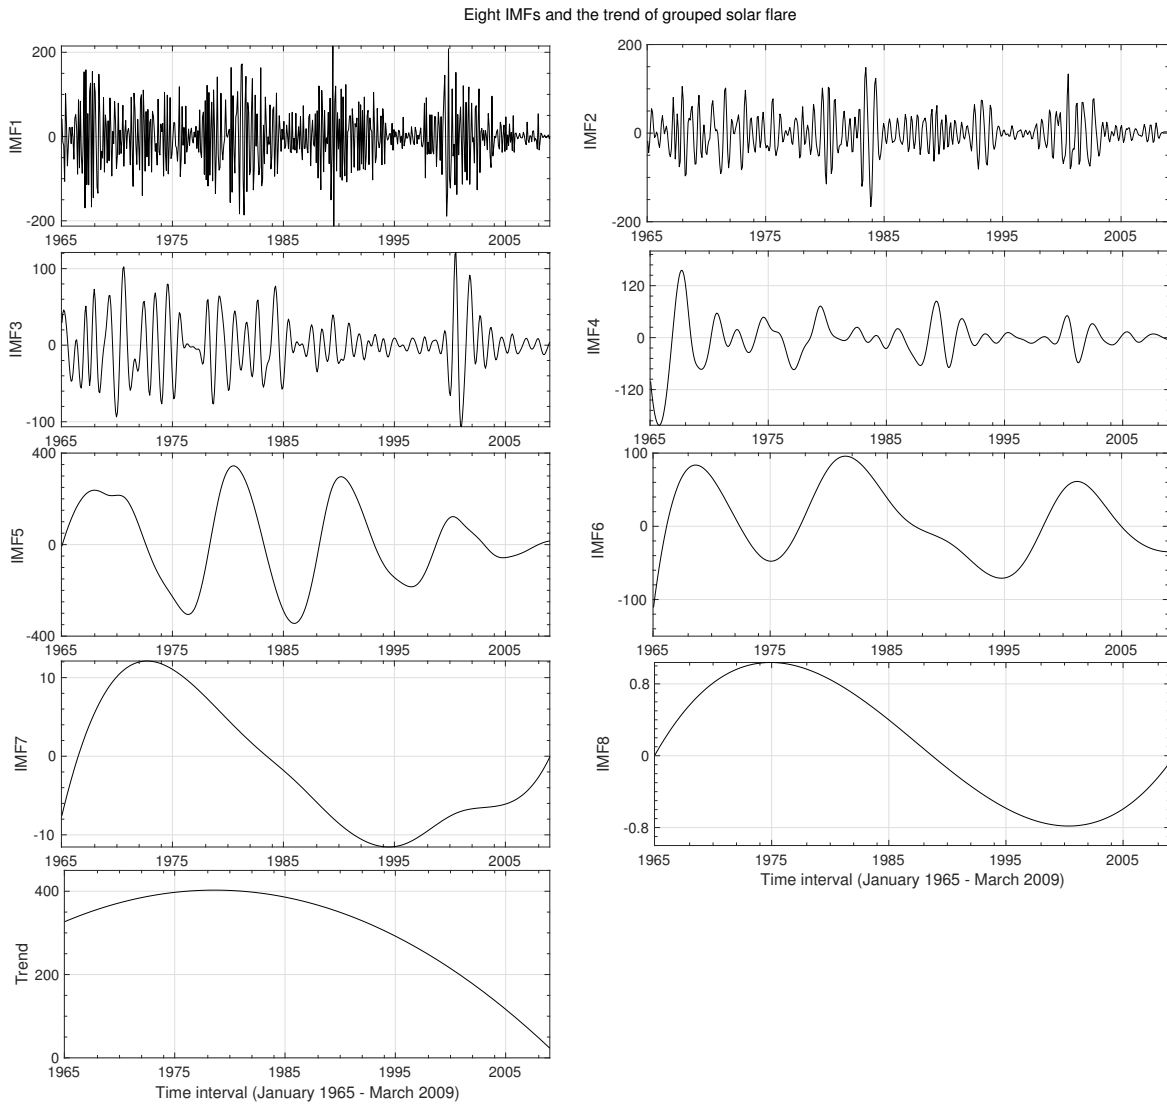 Eight IMFs and the trend of grouped solar flare
200
0
-200
IMF1
1965 1975 1985 1995 2005
200
0
-200
IMF2
1965 1975 1985 1995 2005
100
0
-100
IMF3
1965 1975 1985 1995 2005
120
0
-120
IMF4
1965 1975 1985 1995 2005
400
0
-400
IMF5
1965 1975 1985 1995 2005
100
0
-100
IMF6
1965 1975 1985 1995 2005
10
0
-10
IMF7
1965 1975 1985 1995 2005
0.8
0
-0.8
IMF8
1965 1975 1985 1995 2005
Time interval (January 1965 - March 2009)
400
200
0
Trend
1965 1975 1985 1995 2005
Time interval (January 1965 - March 2009)